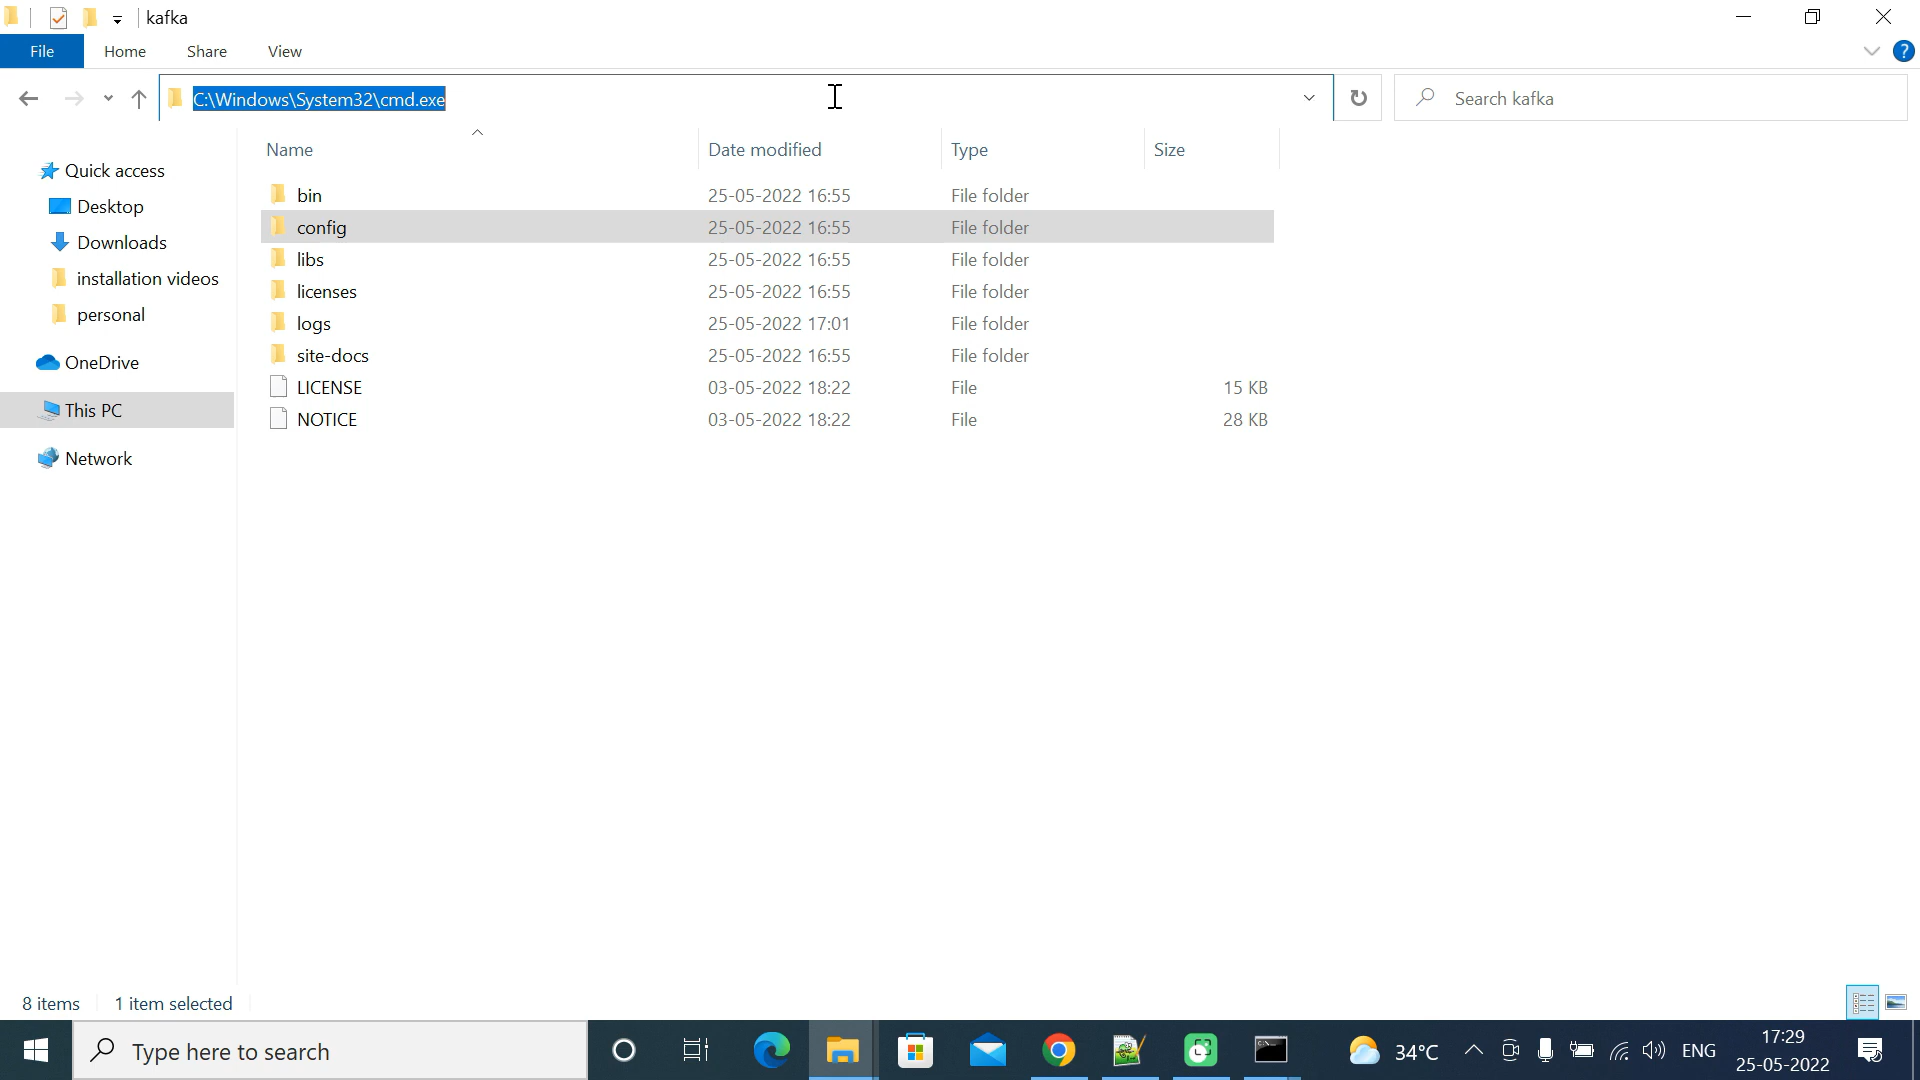 kafka
File Home Share View
C:\Windows\System32\cmd.exe
Search kafka
Name Date modified Type Size
Quick access
Desktop
Downloads
installation videos
personal
OneDrive
This PC
Network
bin 25-05-2022 16:55 File folder
config 25-05-2022 16:55 File folder
libs 25-05-2022 16:55 File folder
licenses 25-05-2022 16:55 File folder
logs 25-05-2022 17:01 File folder
site-docs 25-05-2022 16:55 File folder
LICENSE 03-05-2022 18:22 File 15 KB
NOTICE 03-05-2022 18:22 File 28 KB
8 items 1 item selected
Type here to search
34°C
ENG
17:29
25-05-2022